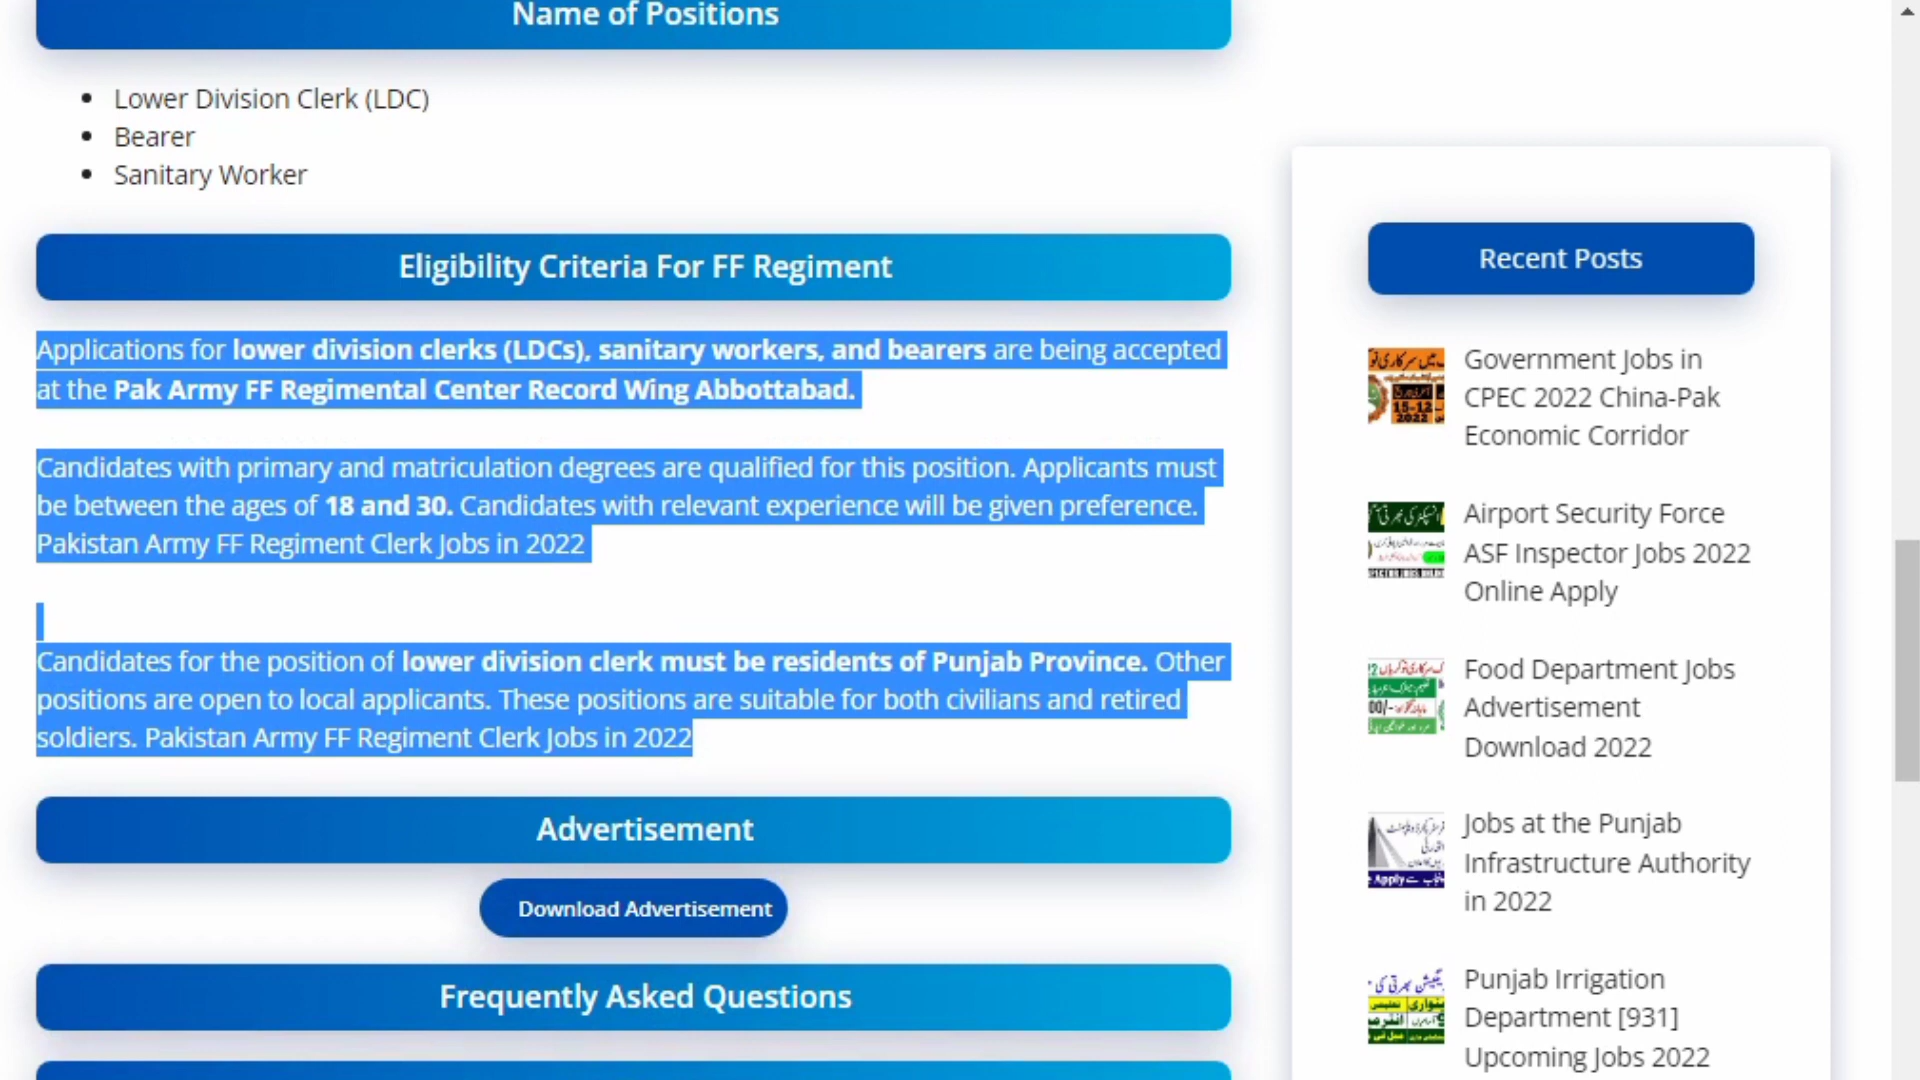 Name of Positions
Lower Division Clerk (LDC)
Bearer
Sanitary Worker
Eligibility Criteria For FF Regiment
Applications for lower division clerks (LDCs), sanitary workers, and bearers are being accepted
at the Pak Army FF Regimental Center Record Wing Abbottabad.
Candidates with primary and matriculation degrees are qualified for this position. Applicants must
be between the ages of 18 and 30. Candidates with relevant experience will be given preference.
Pakistan Army FF Regiment Clerk Jobs in 2022
Candidates for the position of lower division clerk must be residents of Punjab Province. Other
positions are open to local applicants. These positions are suitable for both civilians and retired
soldiers. Pakistan Army FF Regiment Clerk Jobs in 2022
Advertisement
Download Advertisement
Frequently Asked Questions
Recent Posts
15-12
2022
Government Jobs in
CPEC 2022 China-Pak
Economic Corridor
Airport Security Force
ASF Inspector Jobs 2022
Online Apply
Food Department Jobs
Advertisement
Download 2022
Apply
Jobs at the Punjab
Infrastructure Authority
in 2022
Punjab Irrigation
Department [931]
Upcoming Jobs 2022